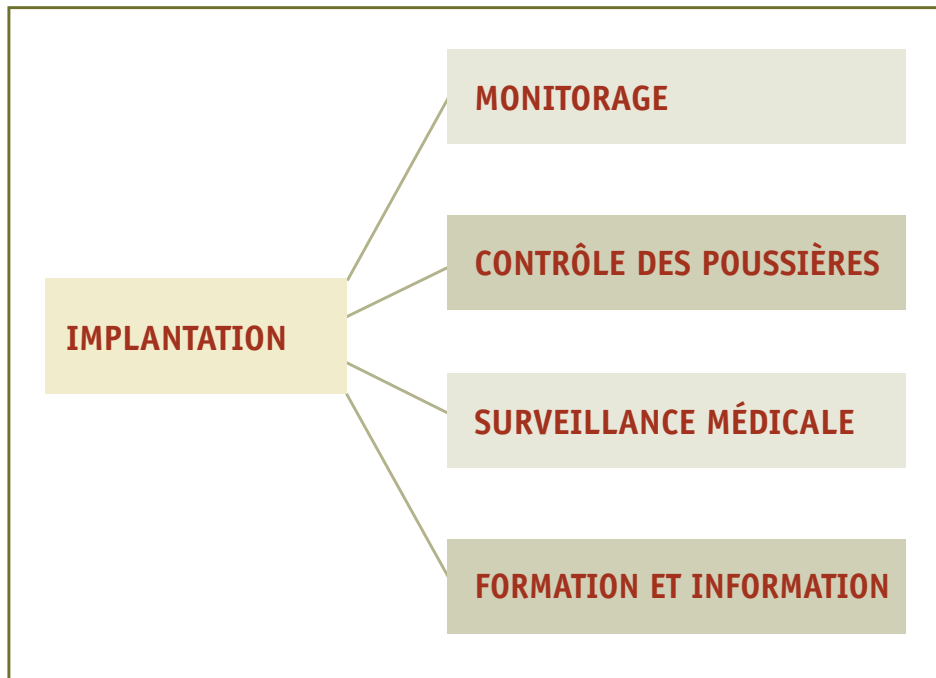 MONITORAGE
CONTRÔLE DES POUSSIÈRES
IMPLANTATION
SURVEILLANCE MÉDICALE
FORMATION ET INFORMATION